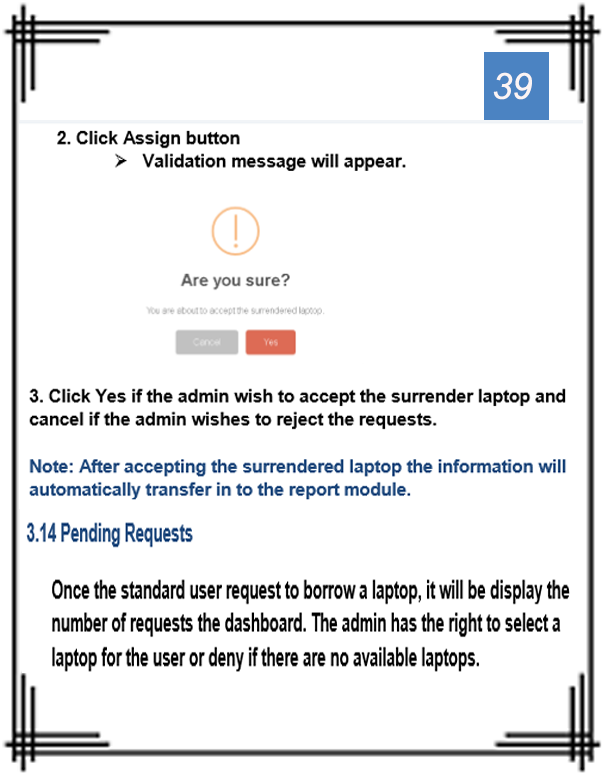 39
2. Click Assign button
➢ Validation message will appear.
Are you sure?
You are about to accept the surrendered laptop.
Cancel
Yes
3. Click Yes if the admin wish to accept the surrender laptop and
cancel if the admin wishes to reject the requests.
Note: After accepting the surrendered laptop the information will
automatically transfer in to the report module.
3.14 Pending Requests
Once the standard user request to borrow a laptop, it will be display the
number of requests the dashboard. The admin has the right to select a
laptop for the user or deny if there are no available laptops.